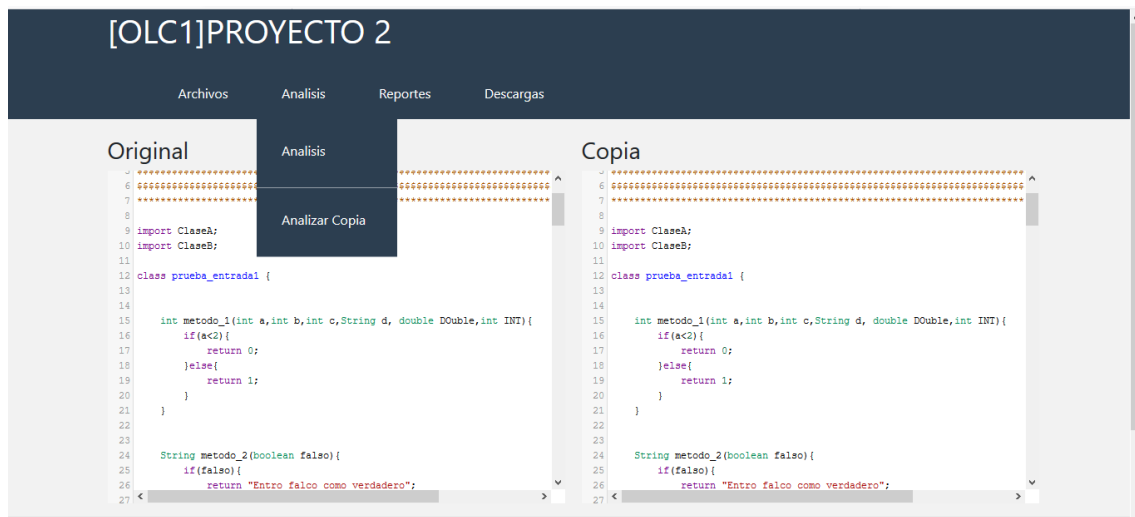 [OLC1]PROYECTO 2
Archivos Analisis Reportes Descargas
Analisis
Analizar Copia
Original
5
6
7
8
9 import ClaseA;
10 import ClaseB;
11
12 class prueba_entrada1 {
13
14
15 int metodo_1(int a,int b,int c,String d, double DOuble,int INT){
16 if(a<2){
17 return 0;
18 }else{
19 return 1;
20 }
21 }
22
23
24 String metodo_2(boolean falso){
25 if(falso){
26 return "Entro falco como verdadero";
27
Copia
5
6
7
8
9 import ClaseA;
10 import ClaseB;
11
12 class prueba_entrada1 {
13
14
15 int metodo_1(int a,int b,int c,String d, double DOuble,int INT){
16 if(a<2){
17 return 0;
18 }else{
19 return 1;
20 }
21 }
22
23
24 String metodo_2(boolean falso){
25 if(falso){
26 return "Entro falco como verdadero";
27